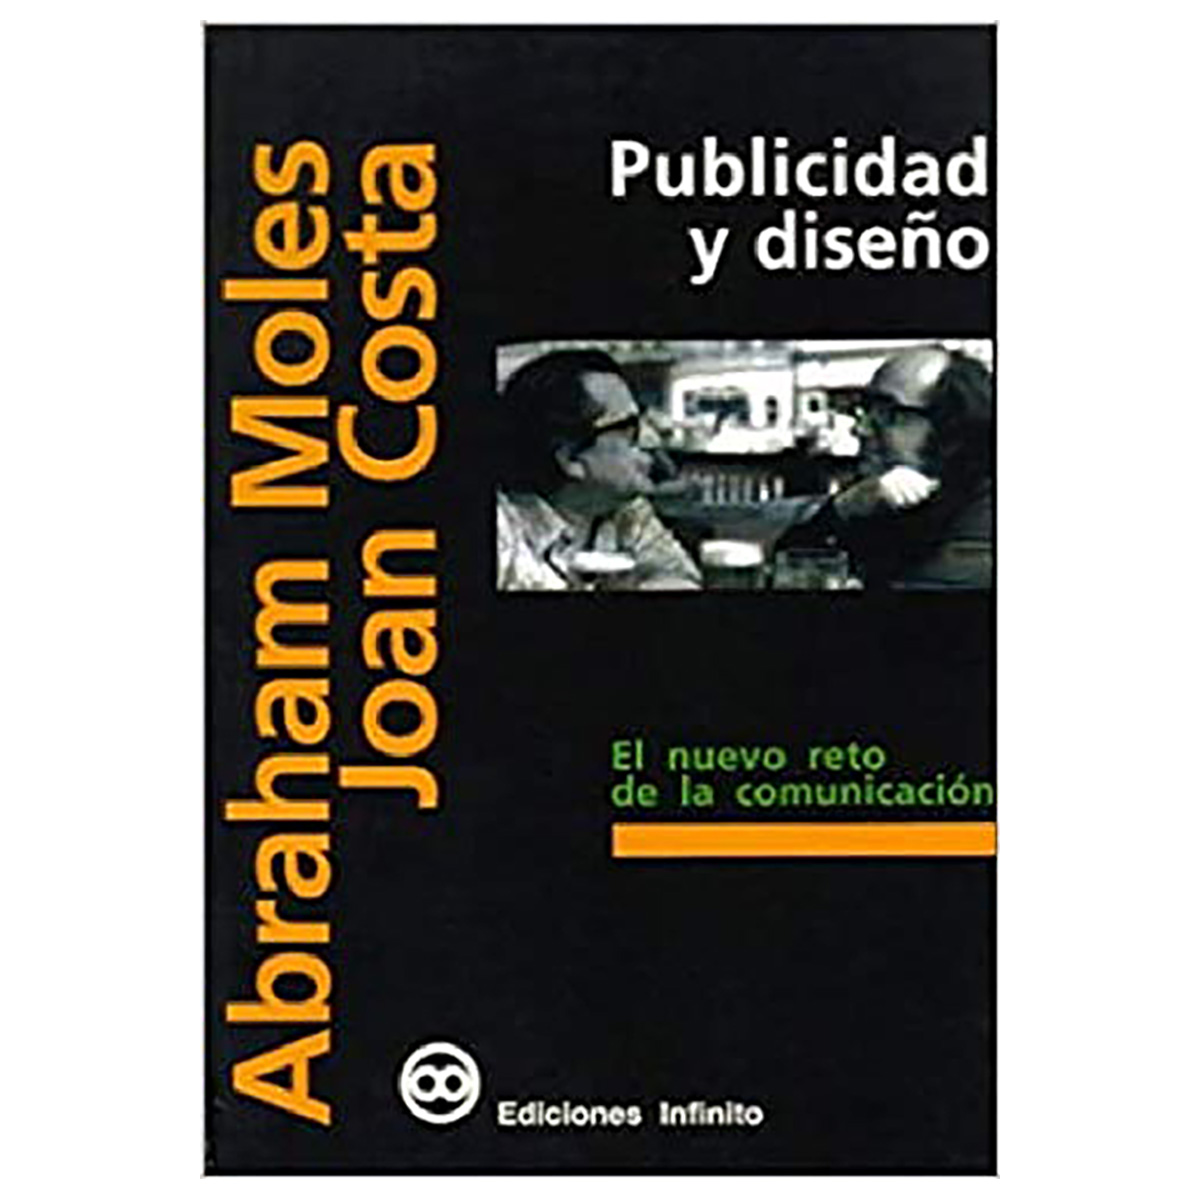 Abraham Moles
Joan Costa
Publicidad
y diseño
El nuevo reto
de la comunicación
Ediciones Infinito